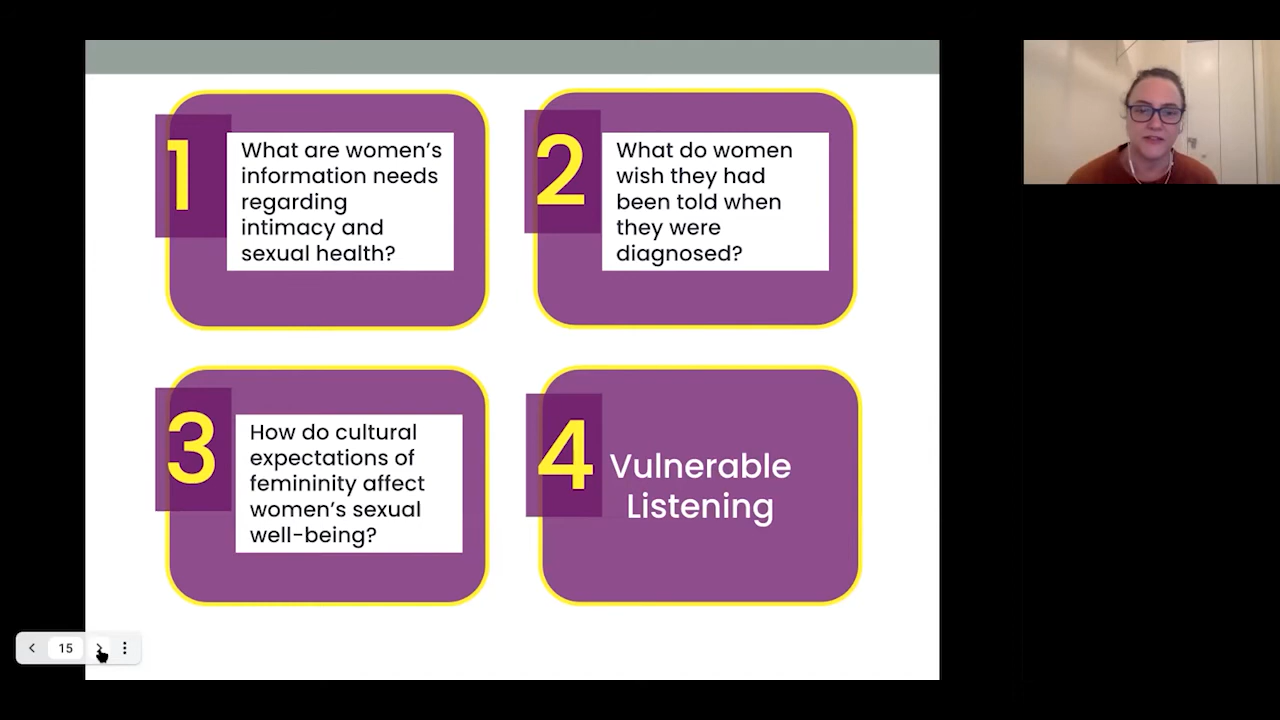 1
What are women’s
information needs
regarding
intimacy and
sexual health?
2
What do women
wish they had
been told when
they were
diagnosed?
3
How do cultural
expectations of
femininity affect
women’s sexual
well-being?
4
Vulnerable
Listening
15